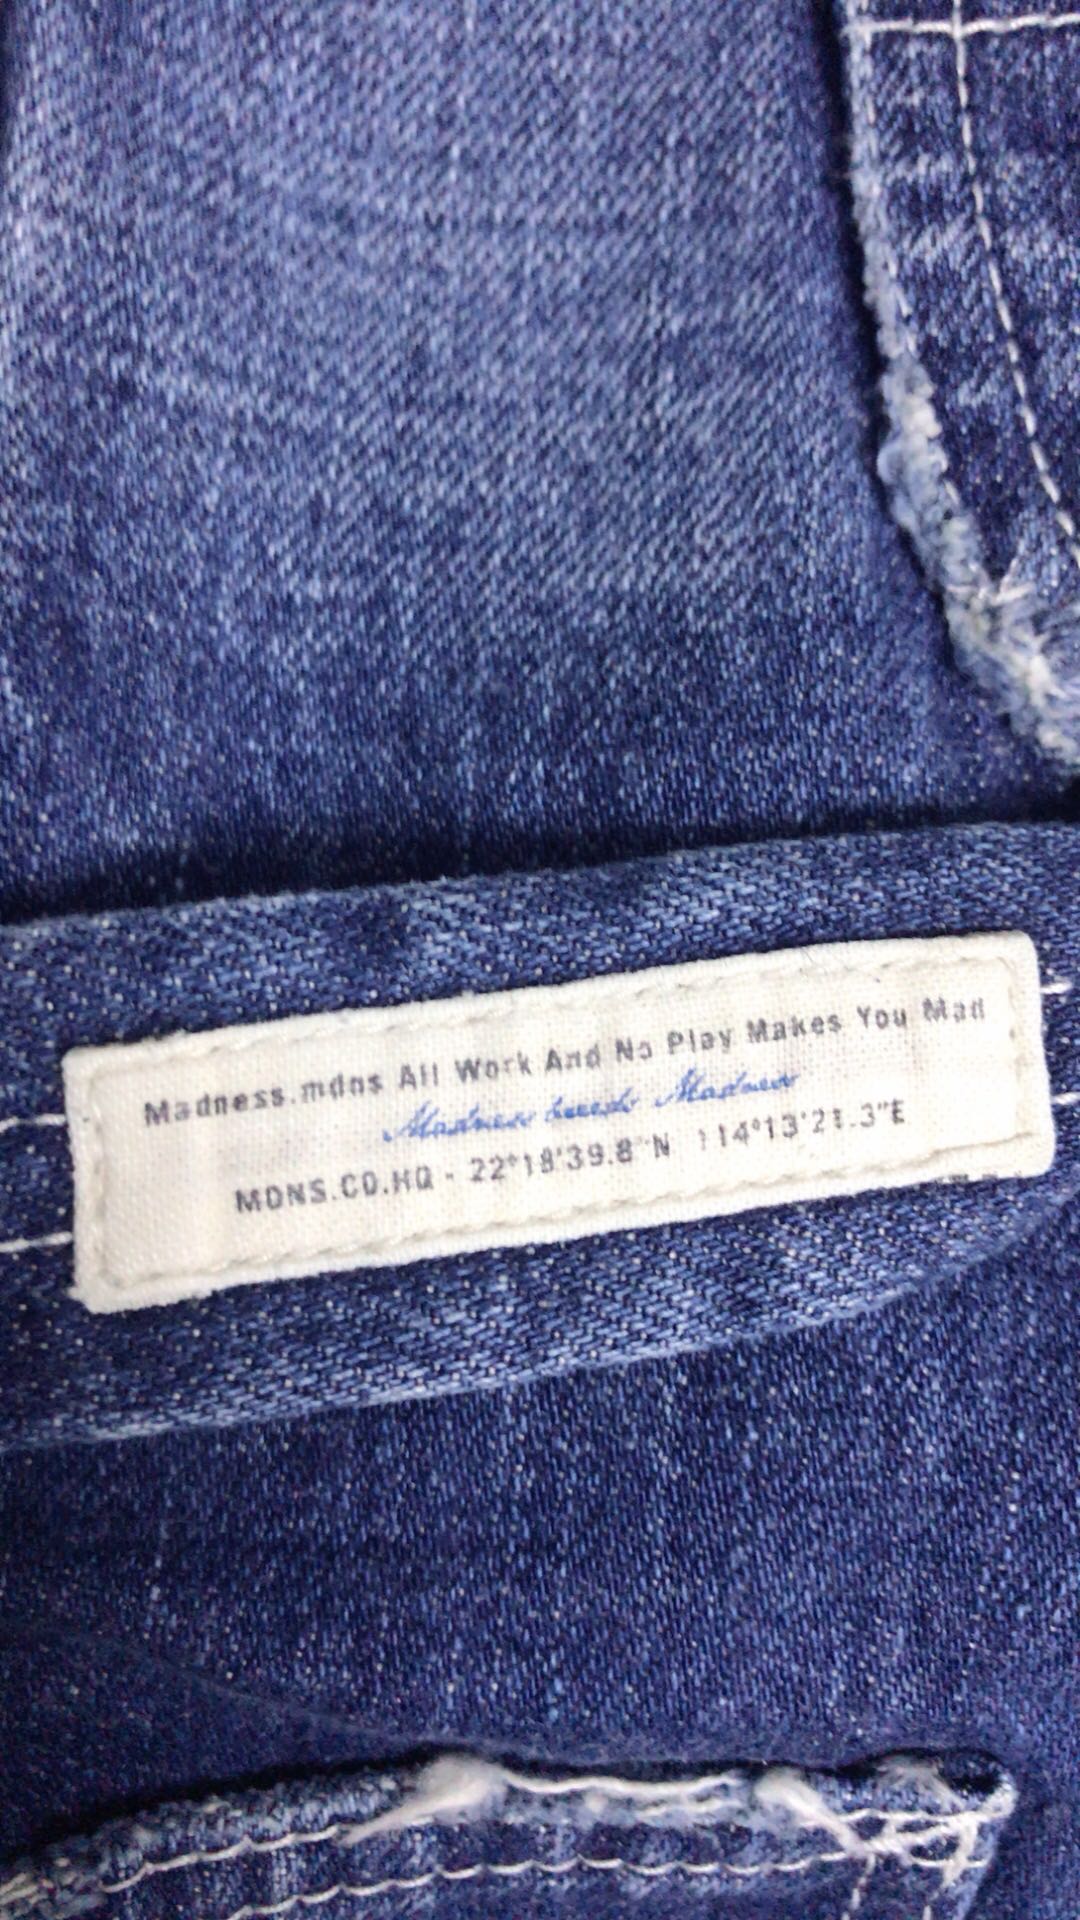 Madness.mdns All Work And No Play Makes You Mad
Madness breeds Madness
MDNS.CO.HQ - 22°18'39.8"N 114°13'21.3"E